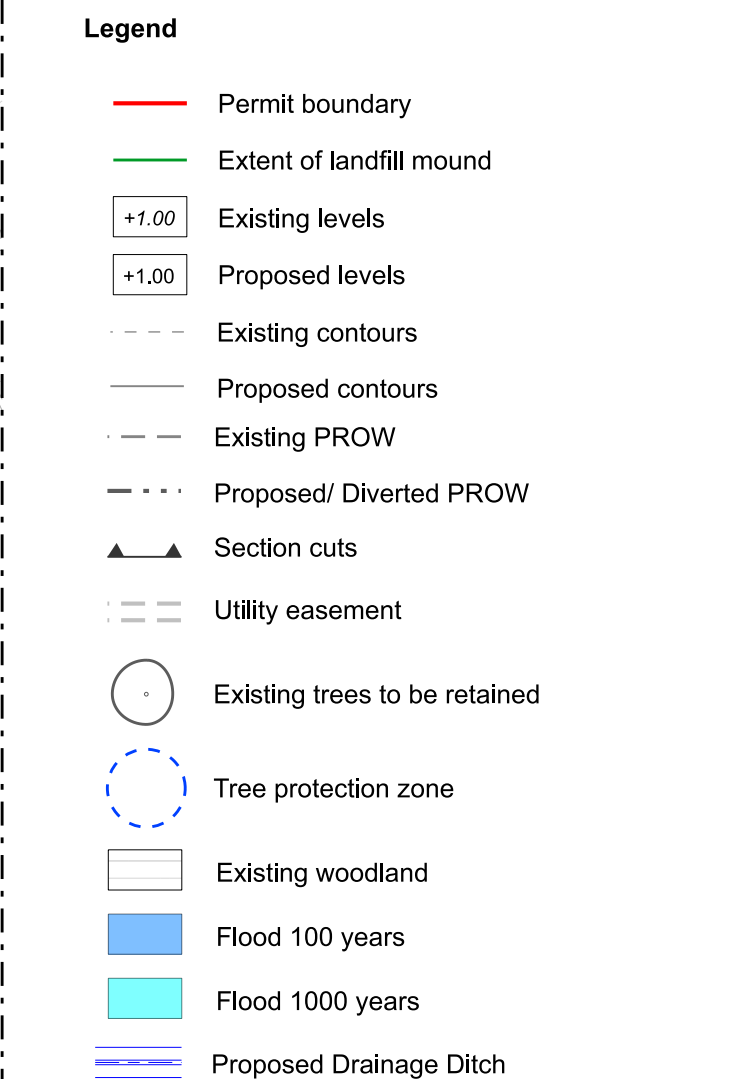 Legend
Permit boundary
Extent of landfill mound
+1.00 Existing levels
+1.00 Proposed levels
Existing contours
Proposed contours
Existing PROW
Proposed/ Diverted PROW
Section cuts
Utility easement
Existing trees to be retained
Tree protection zone
Existing woodland
Flood 100 years
Flood 1000 years
Proposed Drainage Ditch